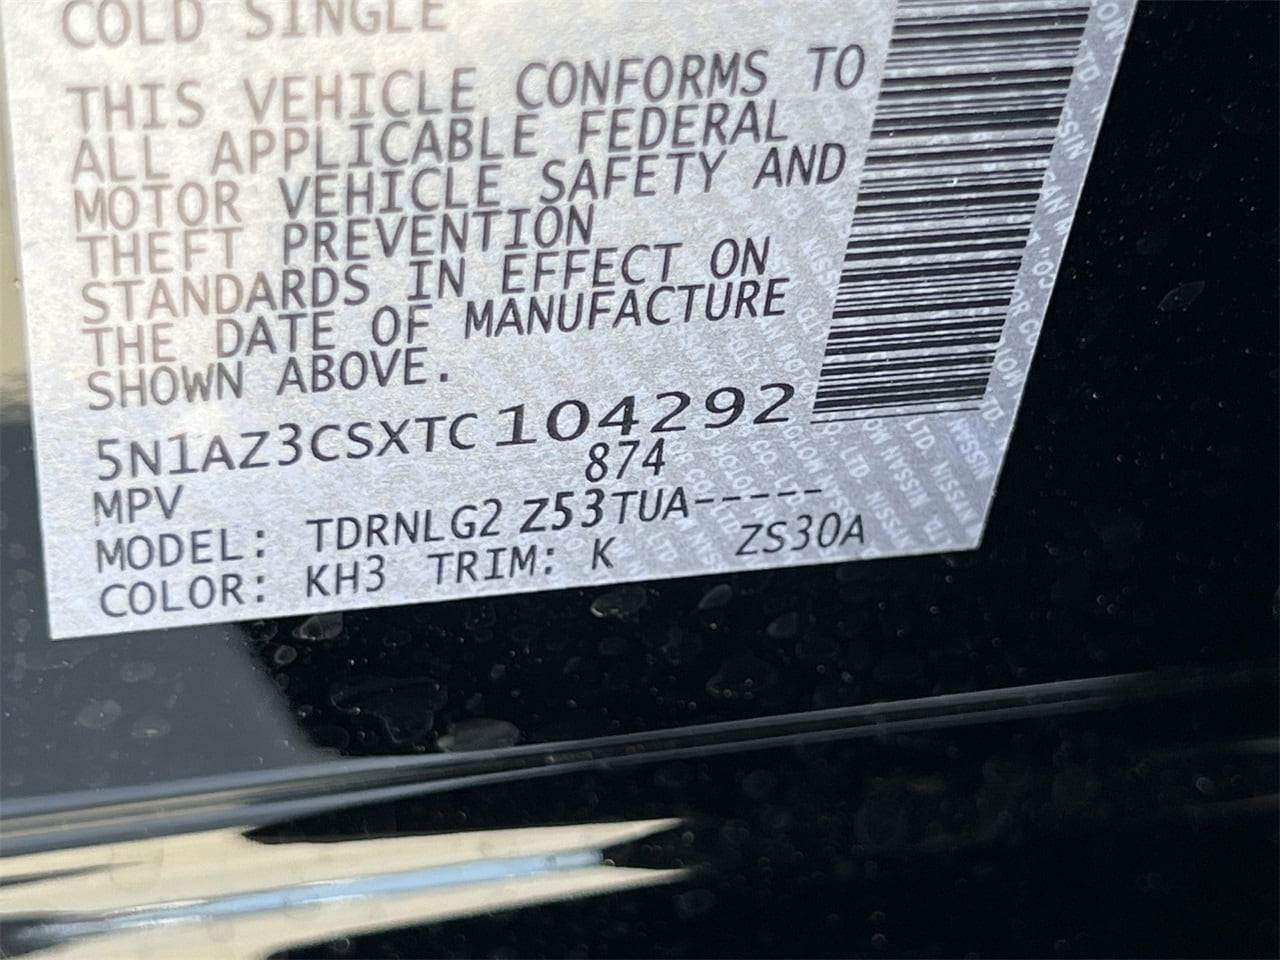 COLD SINGLE
THIS VEHICLE CONFORMS TO
ALL APPLICABLE FEDERAL
MOTOR VEHICLE SAFETY AND
THEFT PREVENTION
STANDARDS IN EFFECT ON
THE DATE OF MANUFACTURE
SHOWN ABOVE.
5N1AZ3CSXTC104292
874
MPV
MODEL: TDRNLG2 Z53TUA-----
COLOR: KH3 TRIM: K ZS30A